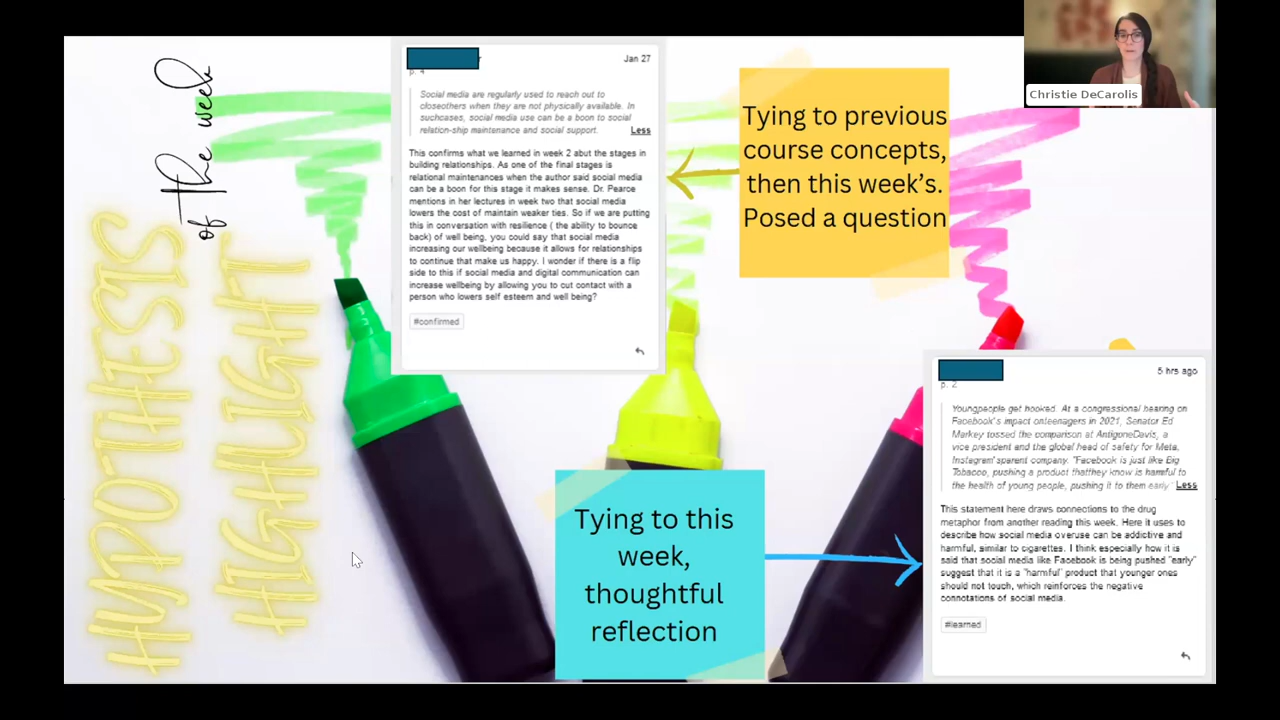 HYPOTHESIS
HIGHLIGHT
of the week
Jan 27
p. 4
Social media are regularly used to reach out to
closeothers when they are not physically available. In
suchcases, social media use can be a boon to social
relation-ship maintenance and social support.
Less
This confirms what we learned in week 2 abut the stages in
building relationships. As one of the final stages is
relational maintenances when the author said social media
can be a boon for this stage it makes sense. Dr. Pearce
mentions in her lectures in week two that social media
lowers the cost of maintain weaker ties. So if we are putting
this in conversation with resilience ( the ability to bounce
back) of well being, you could say that social media
increasing our wellbeing because it allows for relationships
to continue that make us happy. I wonder if there is a flip
side to this if social media and digital communication can
increase wellbeing by allowing you to cut contact with a
person who lowers self esteem and well being?
#confirmed
Tying to previous
course concepts,
then this week's.
Posed a question
Christie DeCarolis
Tying to this
week,
thoughtful
reflection
5 hrs ago
p. 2
Youngpeople get hooked. At a congressional hearing on
Facebook's impact onteenagers in 2021, Senator Ed
Markey tossed the comparison at AntigoneDavis, a
vice president and the global head of safety for Meta,
Instagram'sparent company. "Facebook is just like Big
Tobacco, pushing a product thatthey know is harmful to
the health of young people, pushing it to them early"
Less
This statement here draws connections to the drug
metaphor from another reading this week. Here it uses to
describe how social media overuse can be addictive and
harmful, similar to cigarettes. I think especially how it is
said that social media like Facebook is being pushed "early"
suggest that it is a "harmful" product that younger ones
should not touch, which reinforces the negative
connotations of social media.
#learned